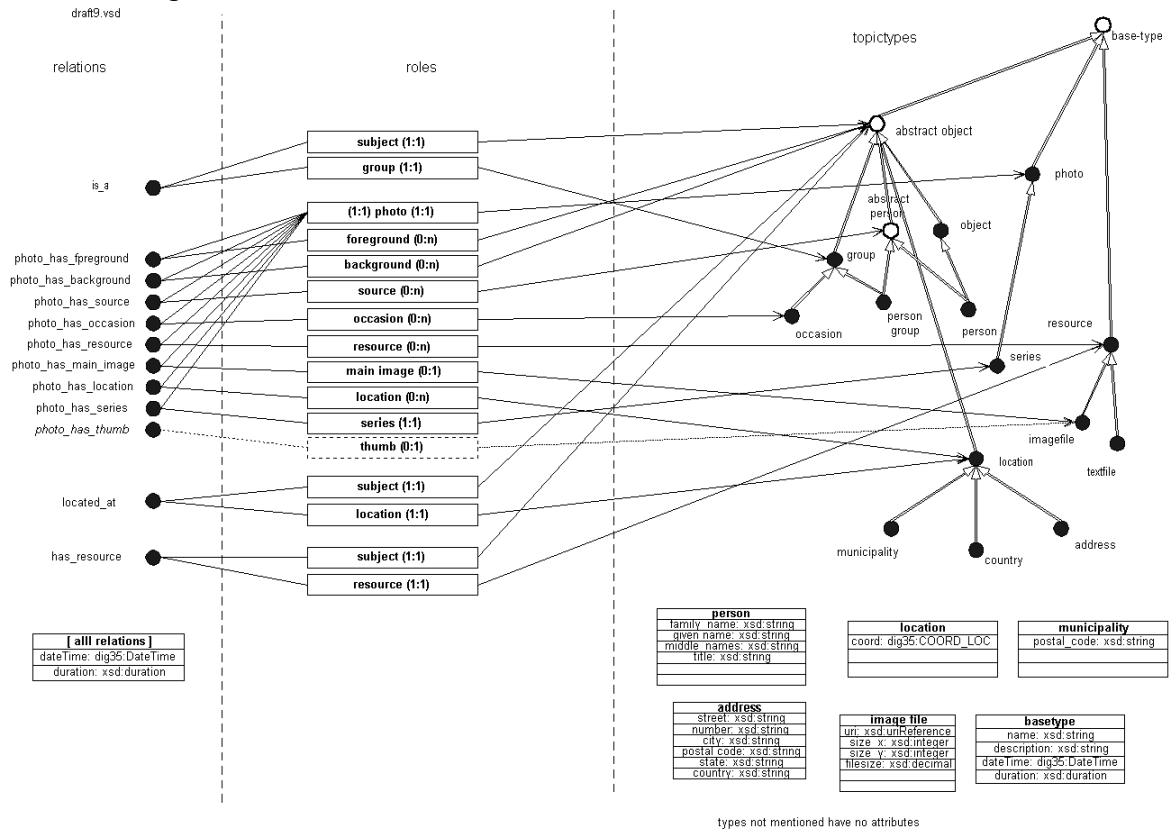 draft9.vsd
relations
roles
topictypes
base-type
subject (1:1)
abstract object
group (1:1)
is_a
photo
abstract
person
(1:1) photo (1:1)
object
foreground (0:n)
photo_has_fpreground
background (0:n)
group
photo_has_background
source (0:n)
photo_has_source
occasion (0:n)
photo_has_occasion
occasion
person
group
person
resource
resource (0:n)
photo_has_resource
series
main image (0:1)
photo_has_main_image
location (0:n)
photo_has_location
series (1:1)
photo_has_series
photo_has_thumb
thumb (0:1)
imagefile
location
textfile
subject (1:1)
located_at
location (1:1)
municipality
country
address
subject (1:1)
has_resource
resource (1:1)
[ alll relations ]
dateTime: dig35:DateTime
duration: xsd:duration
person
family_name: xsd:string
given name: xsd:string
middle_names: xsd:string
title: xsd:string
location
coord: dig35:COORD_LOC
municipality
postal_code: xsd:string
address
street: xsd:string
number: xsd:string
city: xsd:string
postal code: xsd:string
state: xsd:string
country: xsd:string
image file
uri: xsd:uriReference
size_x: xsd:integer
size_y: xsd:integer
filesize: xsd:decimal
basetype
name: xsd:string
description: xsd:string
dateTime: dig35:DateTime
duration: xsd:duration
types not mentioned have no attributes